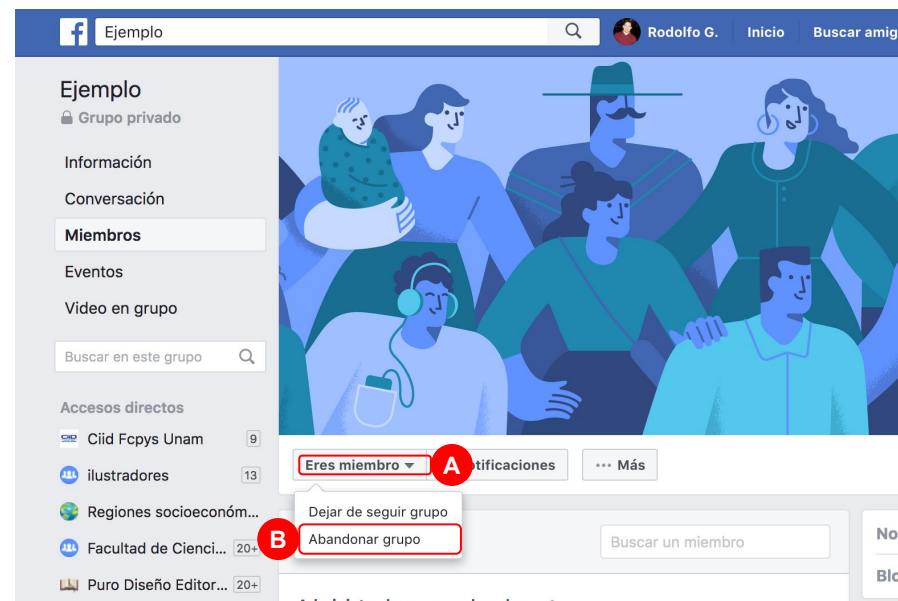 Ejemplo
Rodolfo G. Inicio Buscar amig
Ejemplo
Grupo privado
Información
Conversación
Miembros
Eventos
Video en grupo
Buscar en este grupo
Accesos directos
Ciid Fcpys Unam 9
ilustradores 13
Regiones socioeconóm...
Facultad de Cienci... 20+
Puro Diseño Editor... 20+
Eres miembro A tificaciones ··· Más
Dejar de seguir grupo
B Abandonar grupo
Buscar un miembro
No
Blo